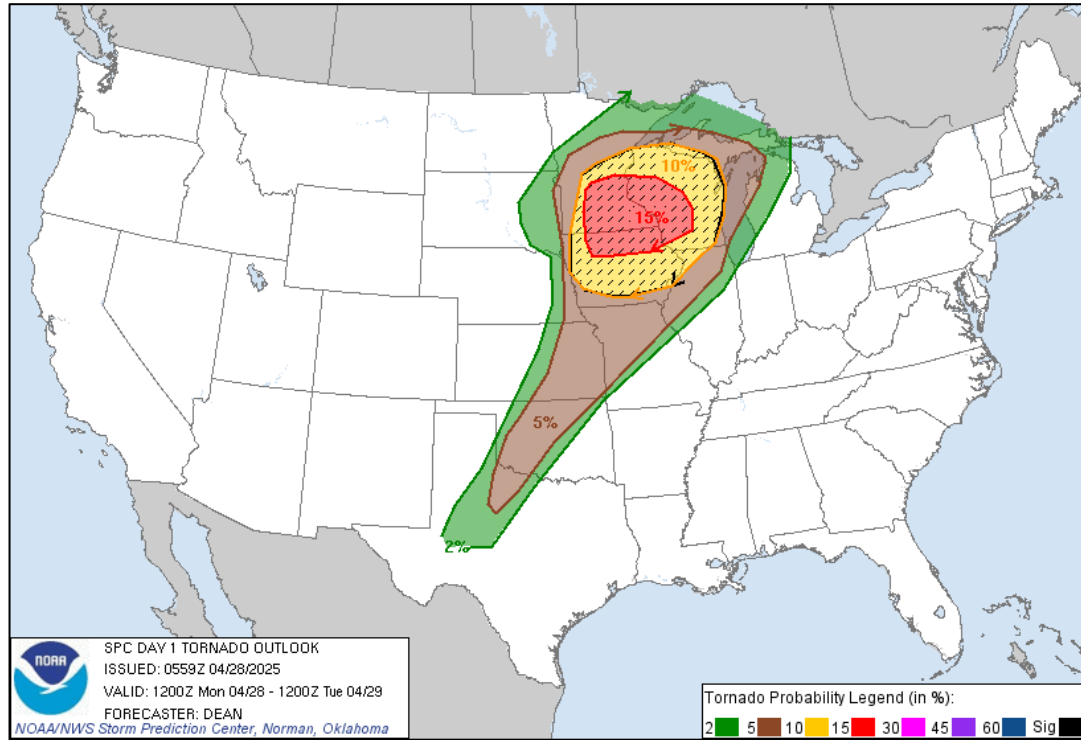 10%
15%
5%
2%
NOAA
SPC DAY 1 TORNADO OUTLOOK
ISSUED: 0559Z 04/28/2025
VALID: 1200Z Mon 04/28 - 1200Z Tue 04/29
FORECASTER: DEAN
NOAA/NWS Storm Prediction Center, Norman, Oklahoma
Tornado Probability Legend (in %):
2 5 10 15 30 45 60 Sig